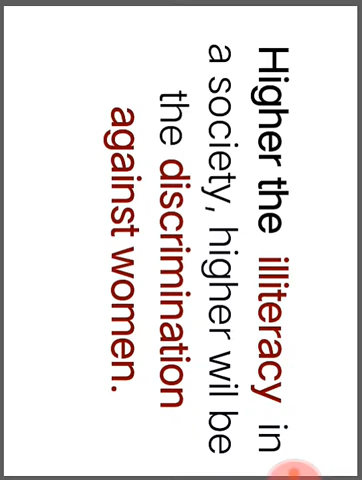 Higher the illiteracy in
a society, higher wil be
the discrimination
against women.